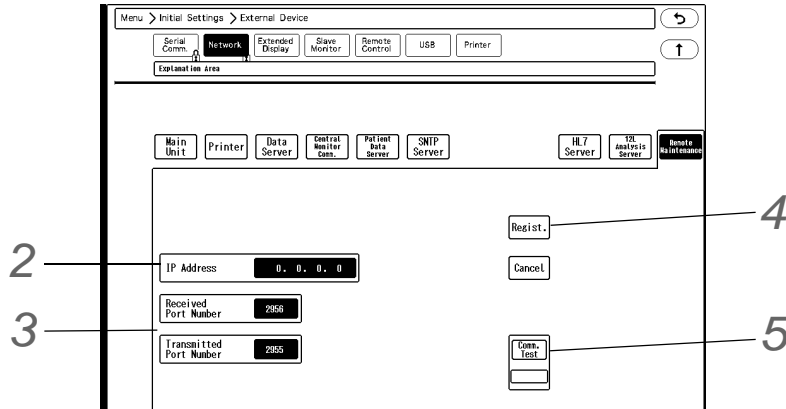 Menu > Initial Settings > External Device
Serial Comm.
Network
Extended Display
Slave Monitor
Remote Control
USB
Printer
Explanation Area
Main Unit
Printer
Data Server
Central Monitor Comm.
Patient Data Server
SNTP Server
HL7 Server
12L Analysis Server
Remote Maintenance
Regist.
4
2
IP Address
0. 0. 0. 0
Cancel
Received Port Number
2956
3
Transmitted Port Number
2955
Comm. Test
5